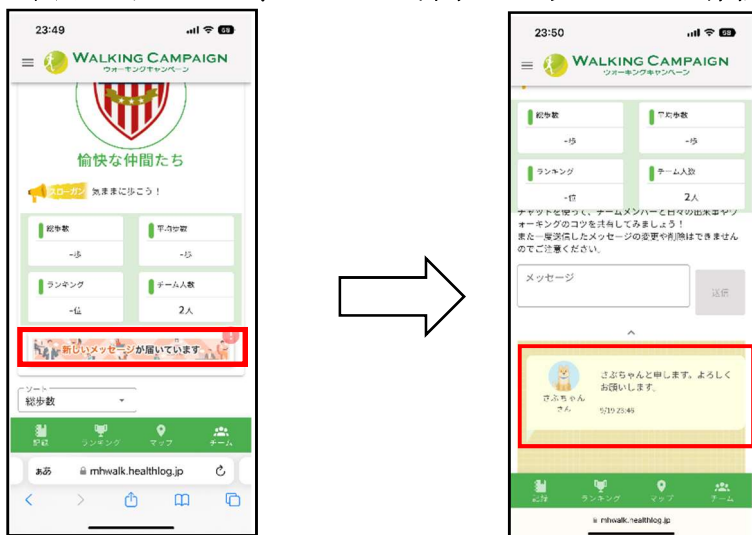 23:49
WALKING CAMPAIGN
ウオーキングキャンペーン
愉快な仲間たち
スローガン 気ままに歩こう！
総歩数
平均歩数
-歩
-歩
ランキング
チーム人数
-位
2人
新しいメッセージが届いています
ソート
総歩数
記録
ランキング
マップ
チーム
ああ
mhwalk.healthlog.jp
23:50
WALKING CAMPAIGN
ウオーキングキャンペーン
総歩数
平均歩数
-歩
-歩
ランキング
チーム人数
-位
2人
チャットを使って、チームメンバーと日々の出来事やウ
ォーキングのコツを共有してみましょう！
また一度送信したメッセージの変更や削除はできません
のでご注意ください。
メッセージ
送信
さぶちゃんと申します。よろしく
お願いします。
さぶちゃん
さん
9/19 23:49
記録
ランキング
マップ
チーム
mhwalk.healthlog.jp